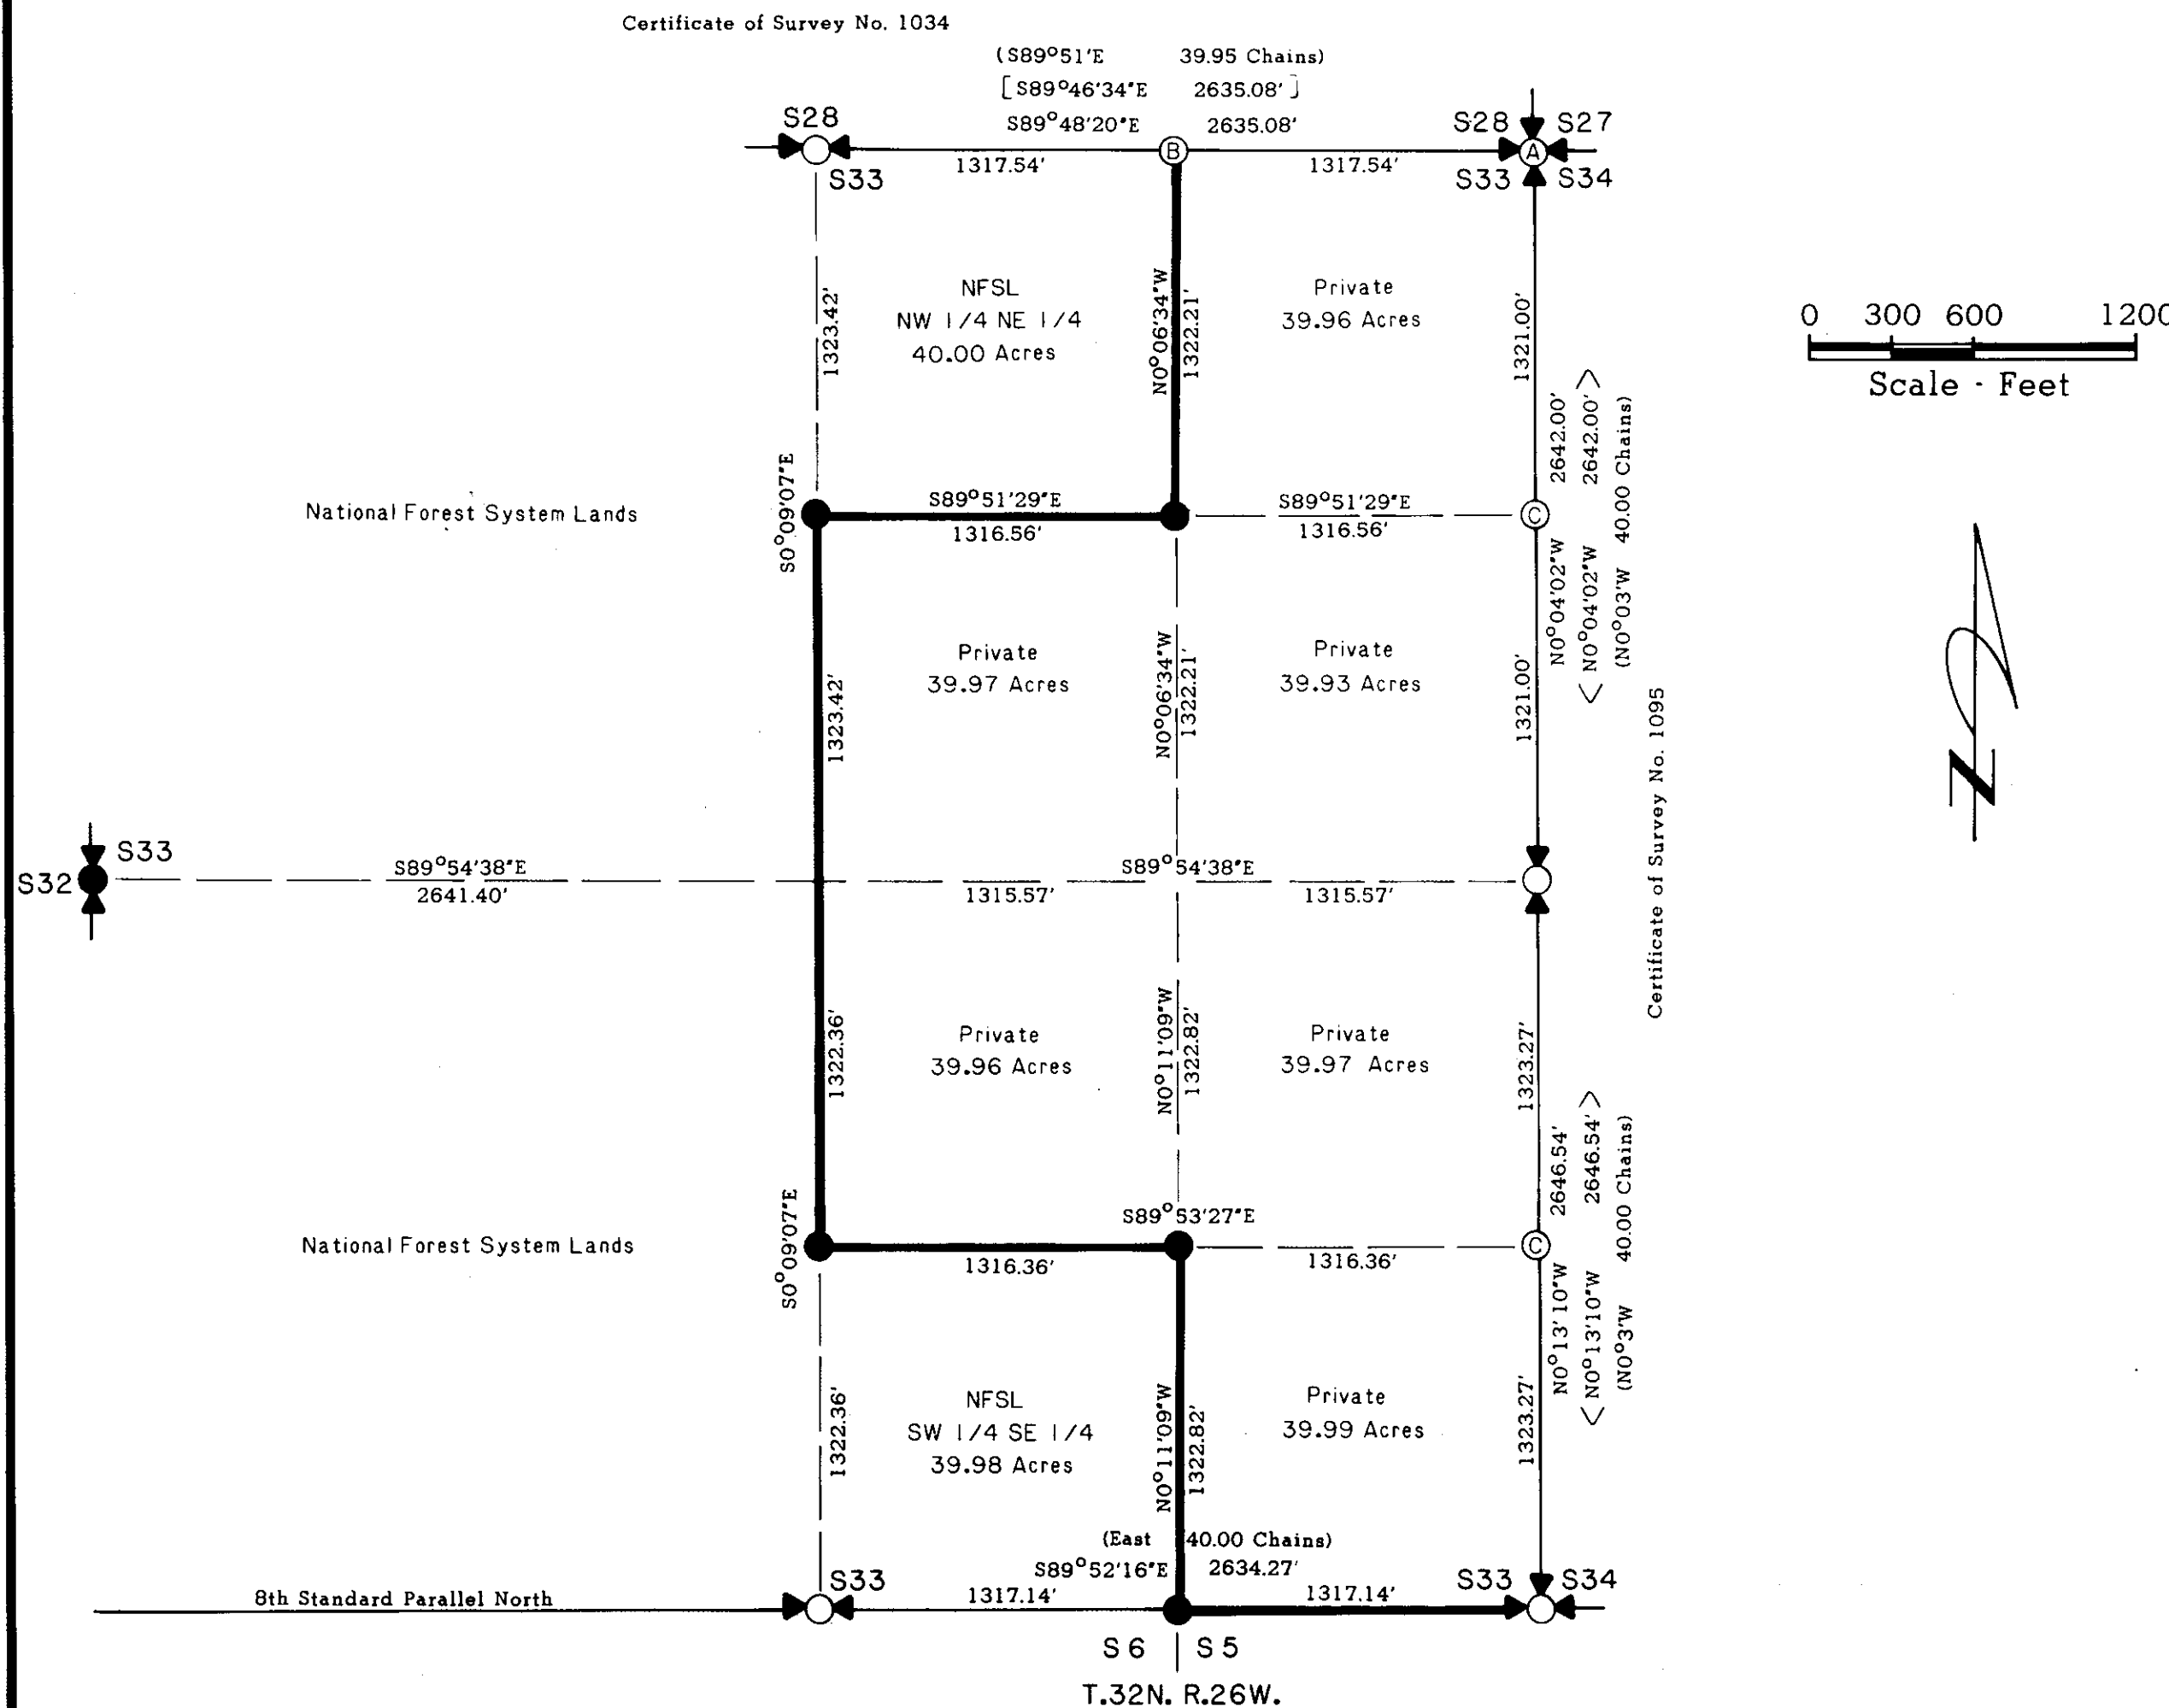 Certificate of Survey No. 1034
(S89°51'E 39.95 Chains)
[S89°46'34"E 2635.08']
S89°48'20"E 2635.08'
S28
S28 S27
B
A
S33
1317.54'
1317.54'
S33 S34
NFSL
NW 1/4 NE 1/4
40.00 Acres
Private
39.96 Acres
1323.42'
N0°06'34"W
1322.21'
1321.00'
0 300 600 1200
Scale - Feet
2642.00'
<N0°04'02"W 2642.00'>
N0°04'02"W
(N0°03'W 40.00 Chains)
National Forest System Lands
S0°09'07"E
S89°51'29"E
1316.56'
S89°51'29"E
1316.56'
C
Private
39.97 Acres
Private
39.93 Acres
1323.42'
N0°06'34"W
1322.21'
1321.00'
Certificate of Survey No. 1095
N
S33
S32
S89°54'38"E
2641.40'
S89°54'38"E
1315.57'
1315.57'
Private
39.96 Acres
Private
39.97 Acres
1322.36'
N0°11'09"W
1322.82'
1323.27'
2646.54'
N0°13'10"W
<N0°13'10"W 2646.54'>
(N0°3'W 40.00 Chains)
National Forest System Lands
S0°09'07"E
S89°53'27"E
1316.36'
1316.36'
C
NFSL
SW 1/4 SE 1/4
39.98 Acres
Private
39.99 Acres
1322.36'
N0°11'09"W
1322.82'
1323.27'
(East 40.00 Chains)
S89°52'16"E 2634.27'
8th Standard Parallel North
S33
1317.14'
1317.14'
S33 S34
S6 S5
T.32N. R.26W.